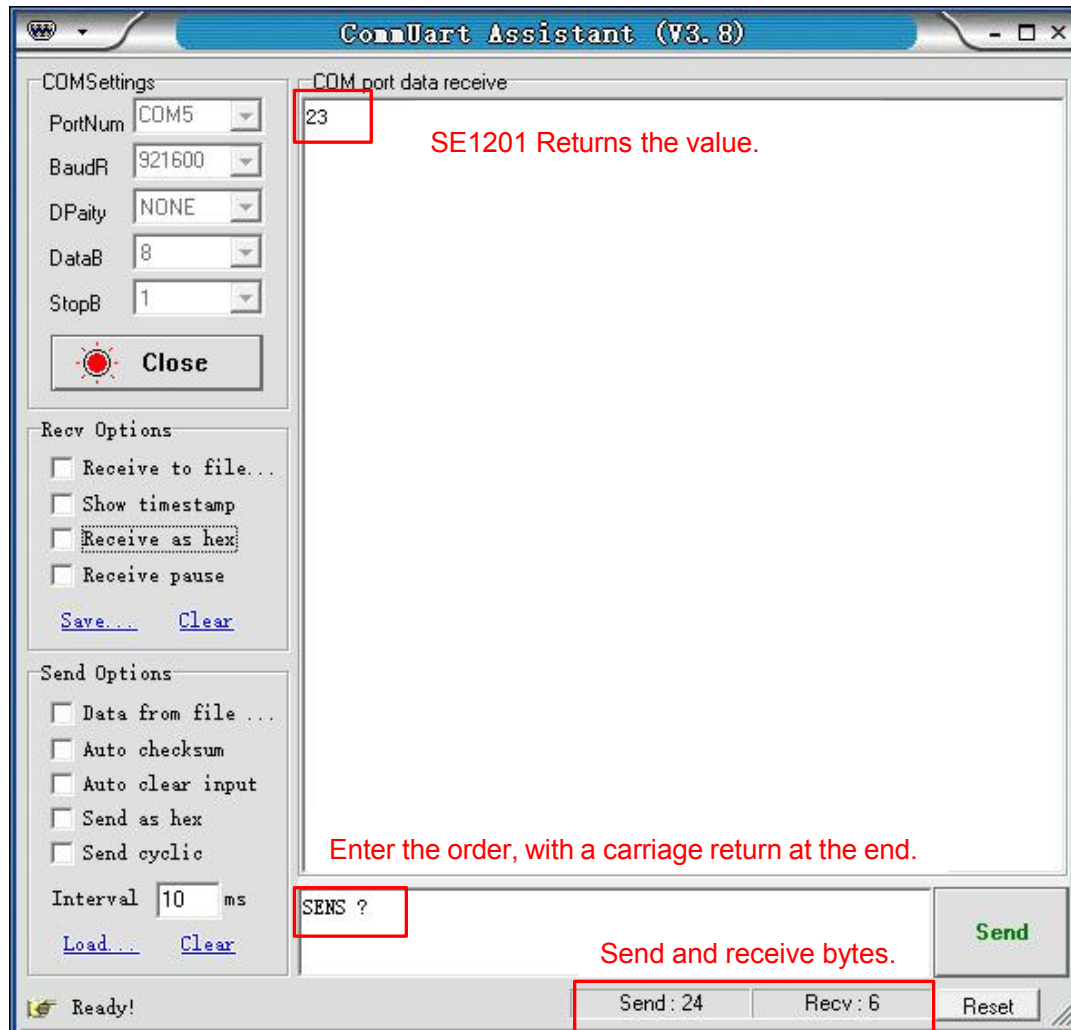 CommUart Assistant (V3.8)
COMSettings
PortNum COM5
BaudR 921600
DPaity NONE
DataB 8
StopB 1
Close
Recv Options
Receive to file...
Show timestamp
Receive as hex
Receive pause
Save... Clear
Send Options
Data from file ...
Auto checksum
Auto clear input
Send as hex
Send cyclic
Interval 10 ms
Load... Clear
COM port data receive
23
SE1201 Returns the value.
Enter the order, with a carriage return at the end.
SENS ?
Send
Send and receive bytes.
Ready!
Send : 24
Recv : 6
Reset